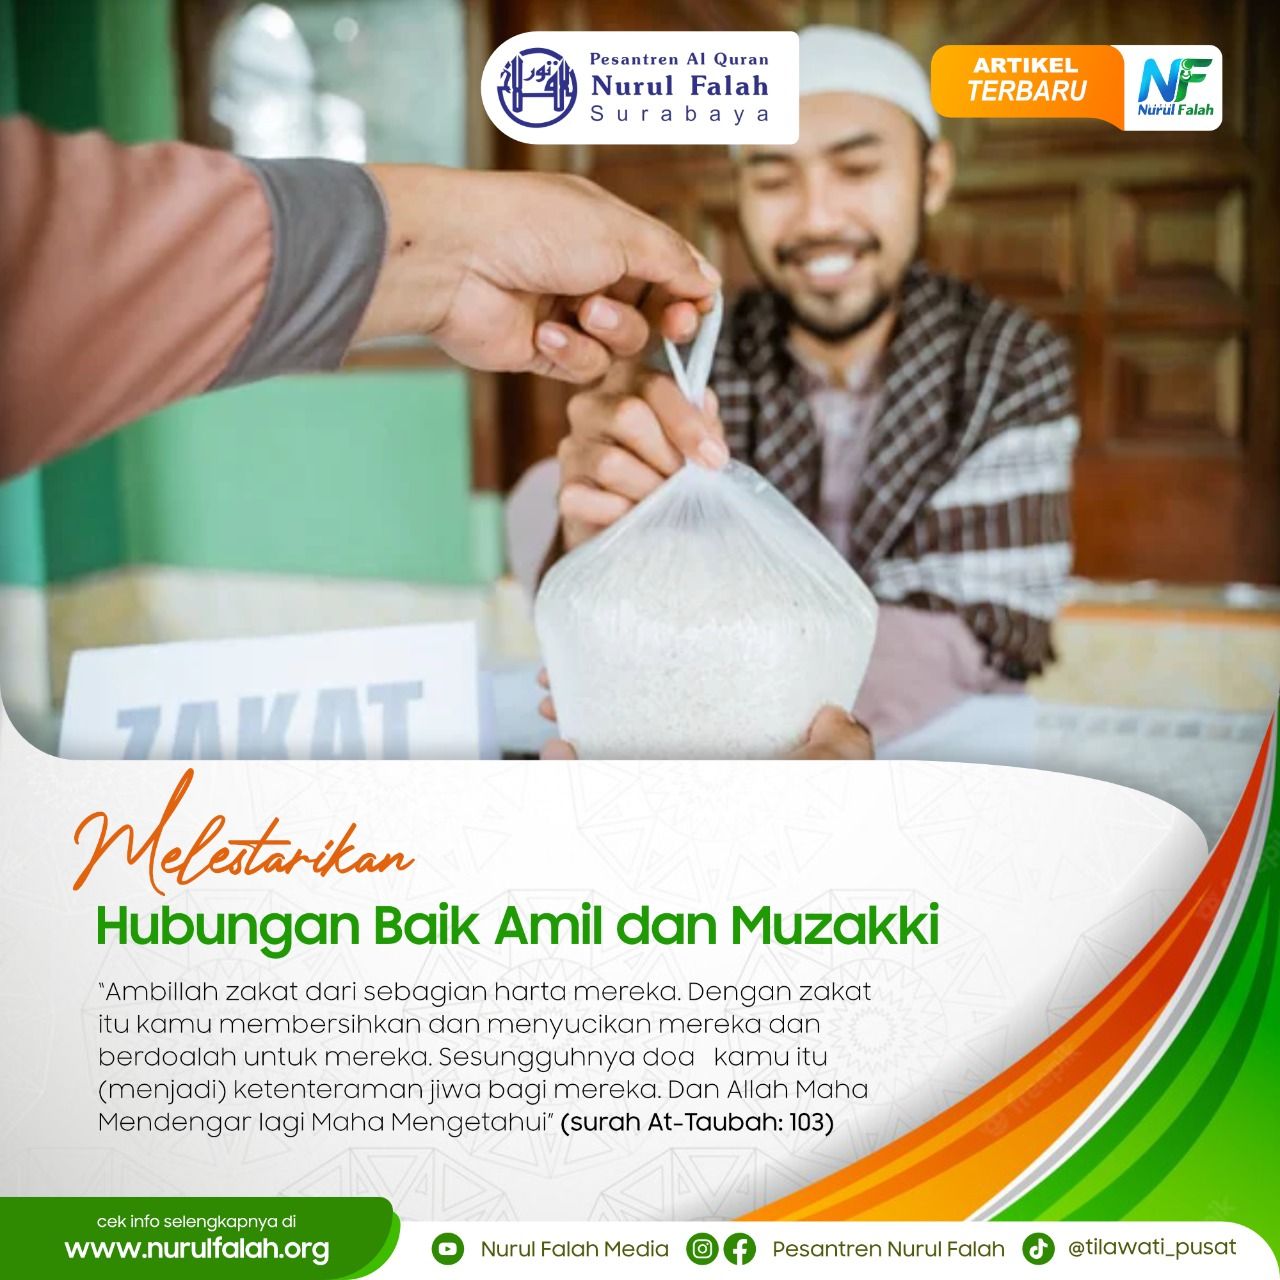 Pesantren Al Quran
Nurul Falah
Surabaya
ARTIKEL
TERBARU
NF
Nurul Falah
ZAKAT
Melestarikan
Hubungan Baik Amil dan Muzakki
"Ambillah zakat dari sebagian harta mereka. Dengan zakat
itu kamu membersihkan dan menyucikan mereka dan
berdoalah untuk mereka. Sesungguhnya doa kamu itu
(menjadi) ketenteraman jiwa bagi mereka. Dan Allah Maha
Mendengar lagi Maha Mengetahui" (surah At-Taubah: 103)
cek info selengkapnya di
www.nurulfalah.org
Nurul Falah Media
Pesantren Nurul Falah
@tilawati_pusat